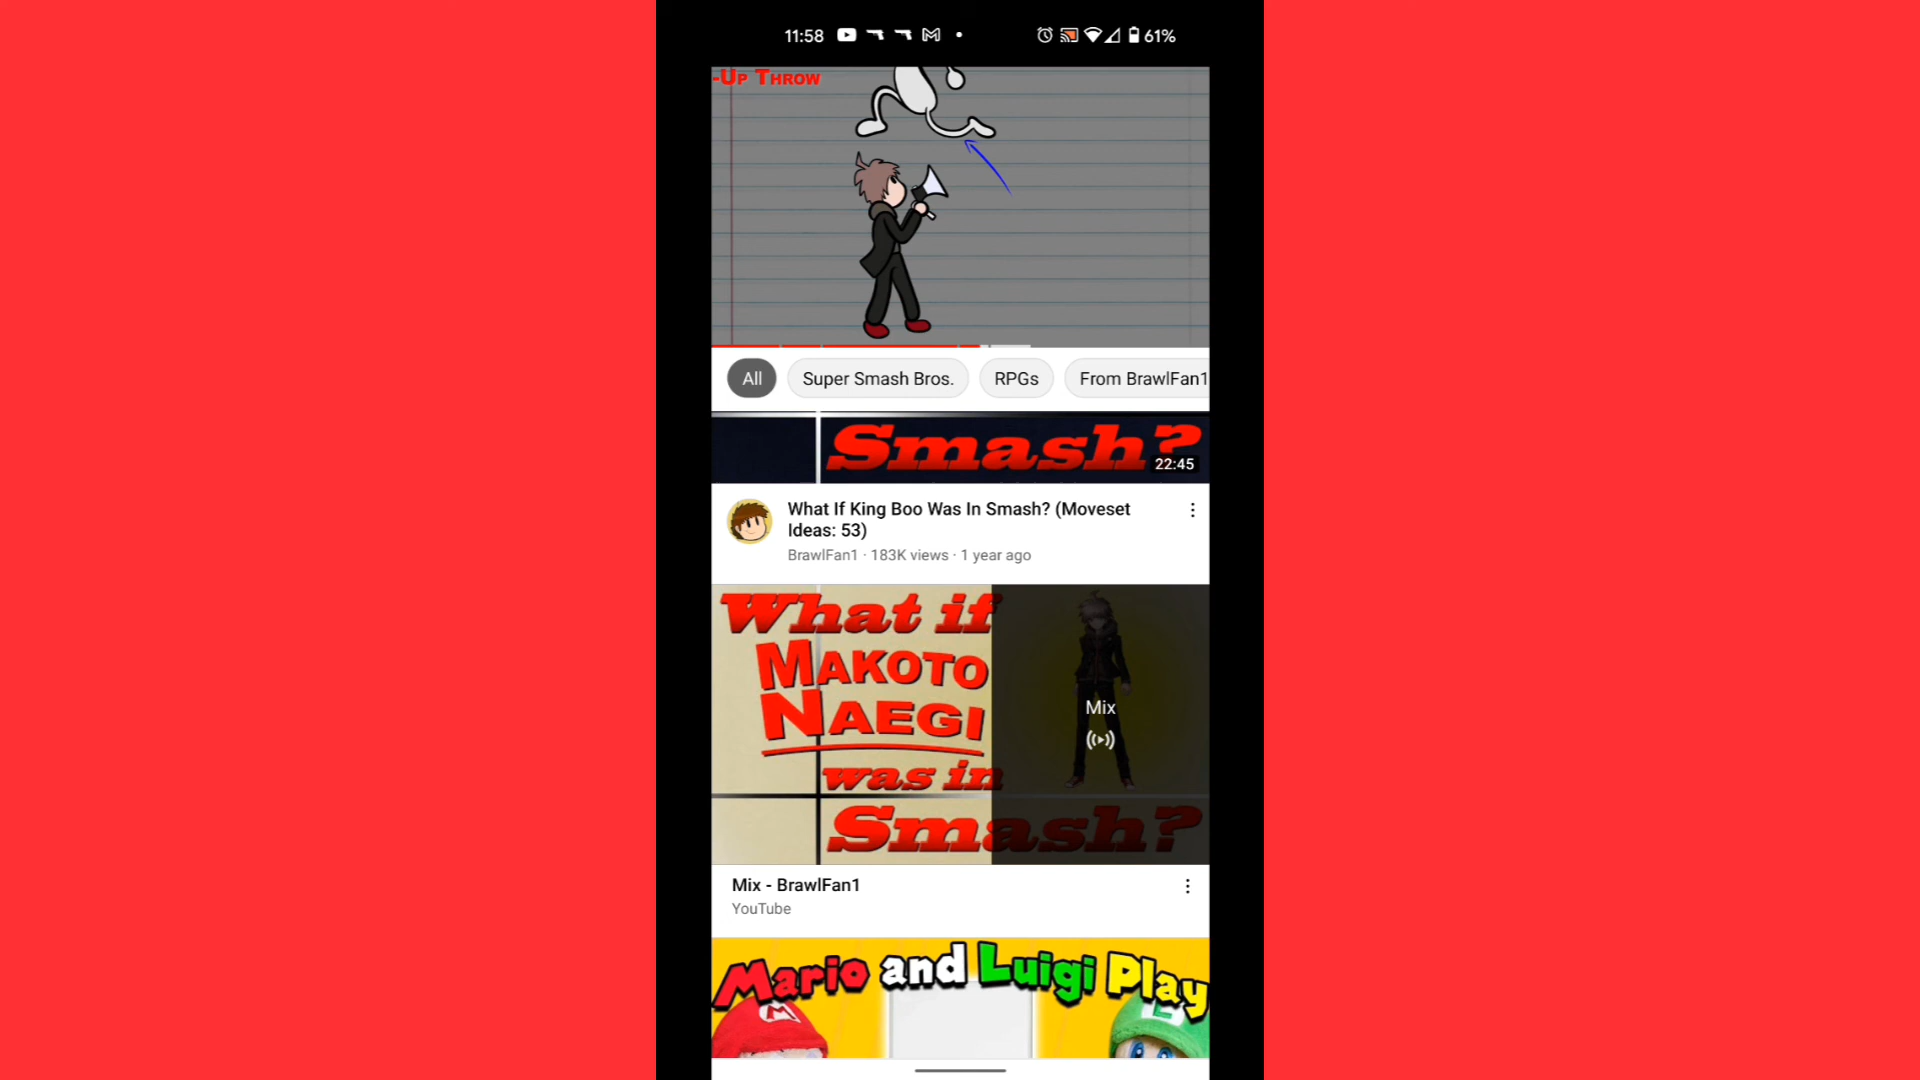 11:58
61%
-Up Throw
All
Super Smash Bros.
RPGs
From BrawlFan1
Smash?
22:45
What If King Boo Was In Smash? (Moveset
Ideas: 53)
BrawlFan1 · 183K views · 1 year ago
What if
Makoto
Naegi
was in
Smash?
Mix
Mix - BrawlFan1
YouTube
Mario and Luigi Play
M
L